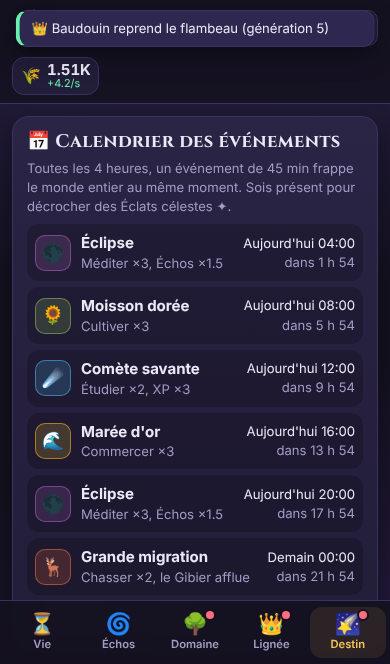 👑 Baudouin reprend le flambeau (génération 5)
🌾 1.51K
+4.2/s
📅 Calendrier des événements
Toutes les 4 heures, un événement de 45 min frappe
le monde entier au même moment. Sois présent pour
décrocher des Éclats célestes ✦.
Éclipse Aujourd'hui 04:00
Méditer ×3, Échos ×1.5 dans 1 h 54
Moisson dorée Aujourd'hui 08:00
Cultiver ×3 dans 5 h 54
Comète savante Aujourd'hui 12:00
Étudier ×2, XP ×3 dans 9 h 54
Marée d'or Aujourd'hui 16:00
Commercer ×3 dans 13 h 54
Éclipse Aujourd'hui 20:00
Méditer ×3, Échos ×1.5 dans 17 h 54
Grande migration Demain 00:00
Chasser ×2, le Gibier afflue dans 21 h 54
Vie Échos Domaine Lignée Destin